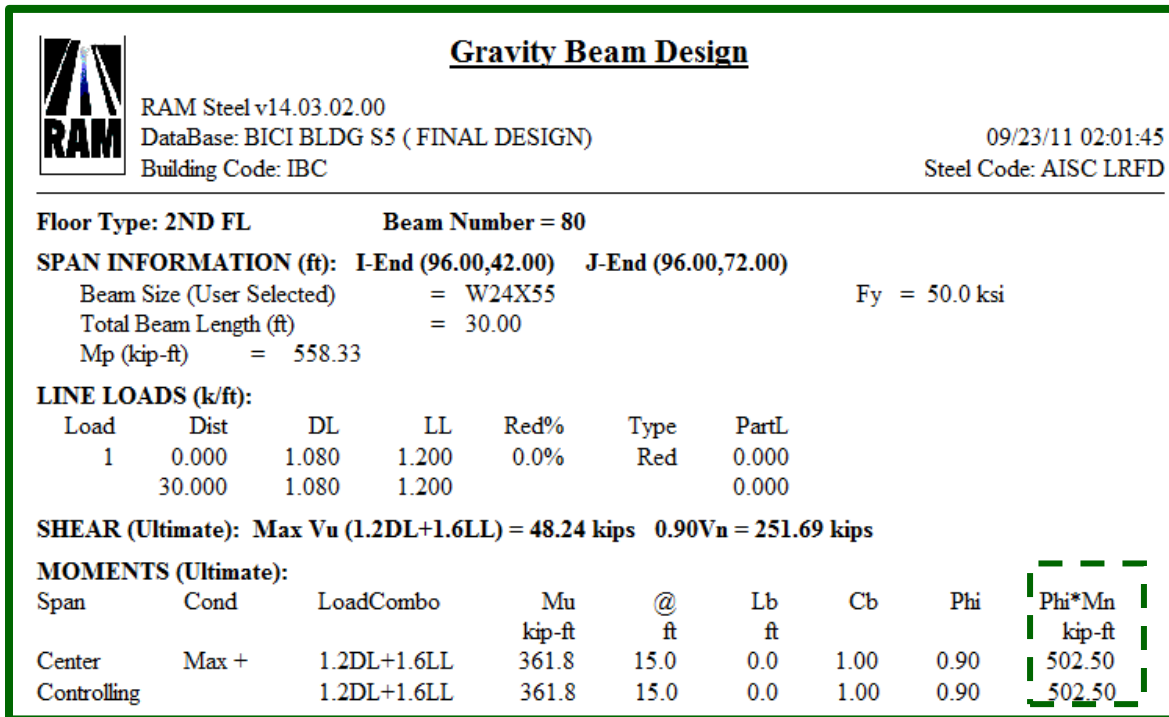 Gravity Beam Design
RAM
RAM Steel v14.03.02.00
DataBase: BICI BLDG S5 ( FINAL DESIGN) 09/23/11 02:01:45
Building Code: IBC Steel Code: AISC LRFD
Floor Type: 2ND FL Beam Number = 80
SPAN INFORMATION (ft): I-End (96.00,42.00) J-End (96.00,72.00)
Beam Size (User Selected) = W24X55 Fy = 50.0 ksi
Total Beam Length (ft) = 30.00
Mp (kip-ft) = 558.33
LINE LOADS (k/ft):
Load Dist DL LL Red% Type PartL
1 0.000 1.080 1.200 0.0% Red 0.000
30.000 1.080 1.200 0.000
SHEAR (Ultimate): Max Vu (1.2DL+1.6LL) = 48.24 kips 0.90Vn = 251.69 kips
MOMENTS (Ultimate):
Span Cond LoadCombo Mu @ Lb Cb Phi Phi*Mn
kip-ft ft ft kip-ft
Center Max + 1.2DL+1.6LL 361.8 15.0 0.0 1.00 0.90 502.50
Controlling 1.2DL+1.6LL 361.8 15.0 0.0 1.00 0.90 502.50